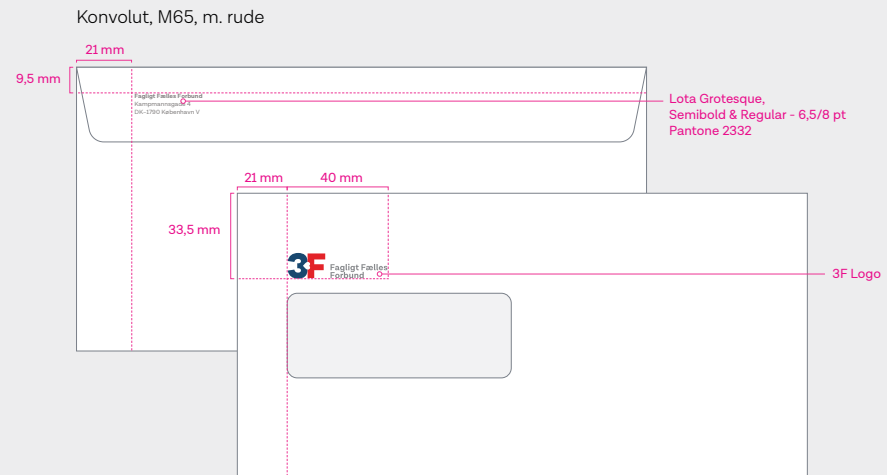 Konvolut, M65, m. rude
21 mm
9,5 mm
Fagligt Fælles Forbund
Kampmannsgade 4
DK-1790 København V
Lota Grotesque,
Semibold & Regular - 6,5/8 pt
Pantone 2332
21 mm
40 mm
33,5 mm
3F Fagligt Fælles
Forbund
3F Logo